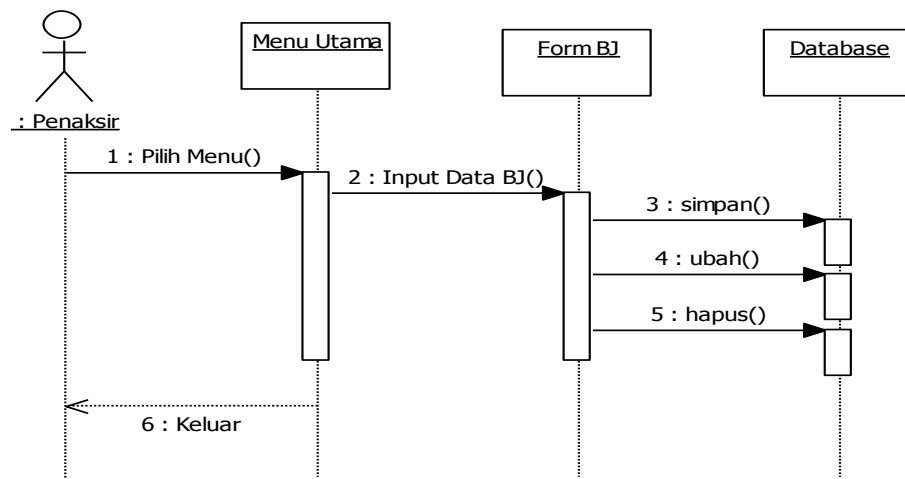 Menu Utama
Form BJ
Database
: Penaksir
1 : Pilih Menu()
2 : Input Data BJ()
3 : simpan()
4 : ubah()
5 : hapus()
6 : Keluar